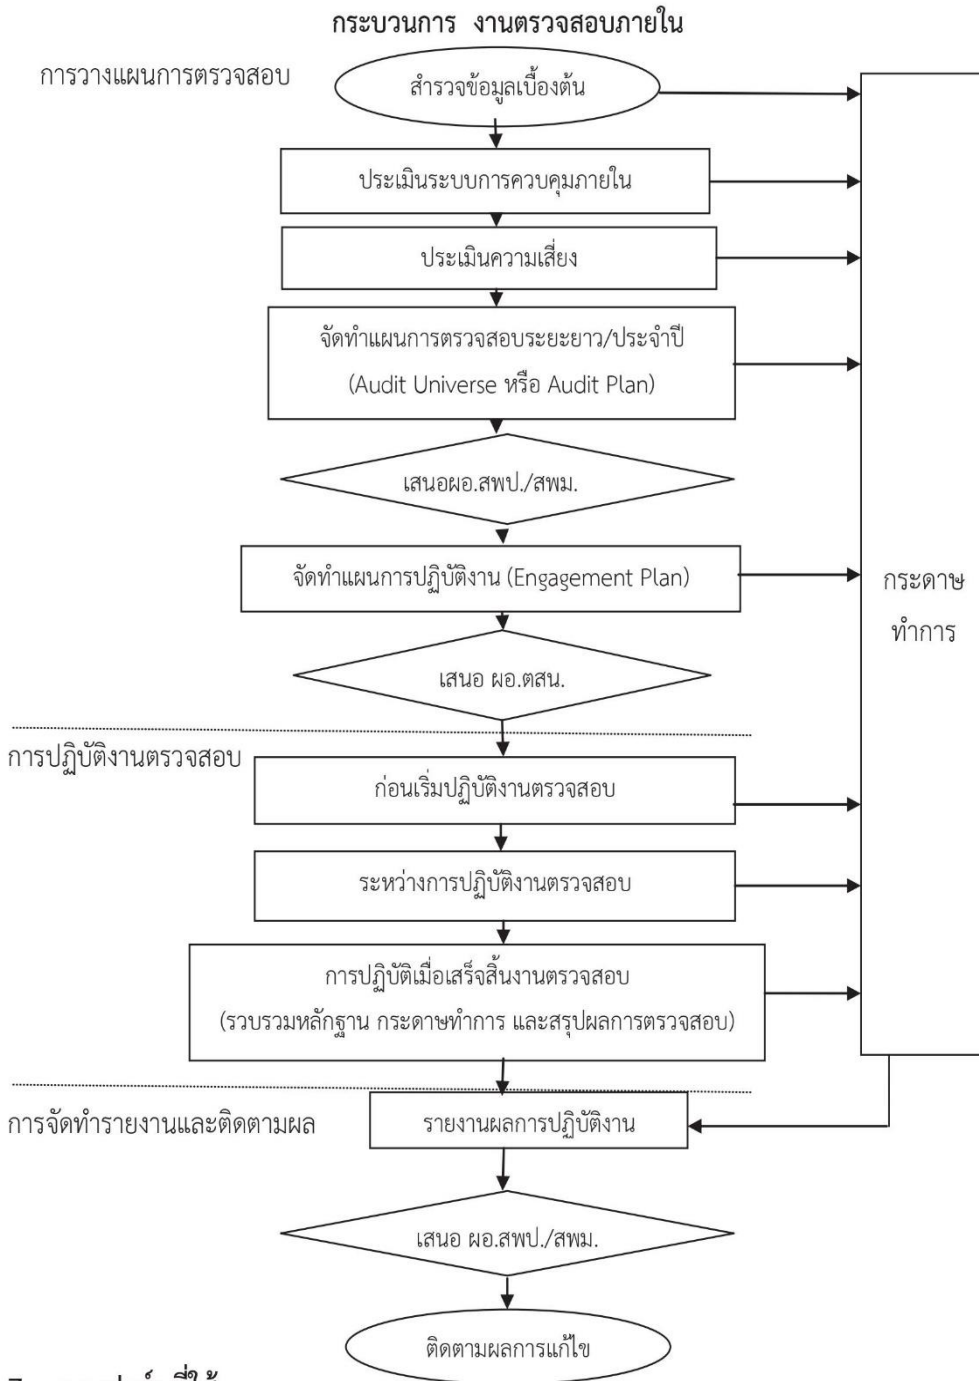 กระบวนการ งานตรวจสอบภายใน
การวางแผนการตรวจสอบ
สำรวจข้อมูลเบื้องต้น
ประเมินระบบการควบคุมภายใน
ประเมินความเสี่ยง
จัดทำแผนการตรวจสอบระยะยาว/ประจำปี
(Audit Universe หรือ Audit Plan)
เสนอผอ.สพป./สพม.
จัดทำแผนการปฏิบัติงาน (Engagement Plan)
กระดาษ
ทำการ
เสนอ ผอ.ตสน.
การปฏิบัติงานตรวจสอบ
ก่อนเริ่มปฏิบัติงานตรวจสอบ
ระหว่างการปฏิบัติงานตรวจสอบ
การปฏิบัติเมื่อเสร็จสิ้นงานตรวจสอบ
(รวบรวมหลักฐาน กระดาษทำการ และสรุปผลการตรวจสอบ)
การจัดทำรายงานและติดตามผล
รายงานผลการปฏิบัติงาน
เสนอ ผอ.สพป./สพม.
ติดตามผลการแก้ไข